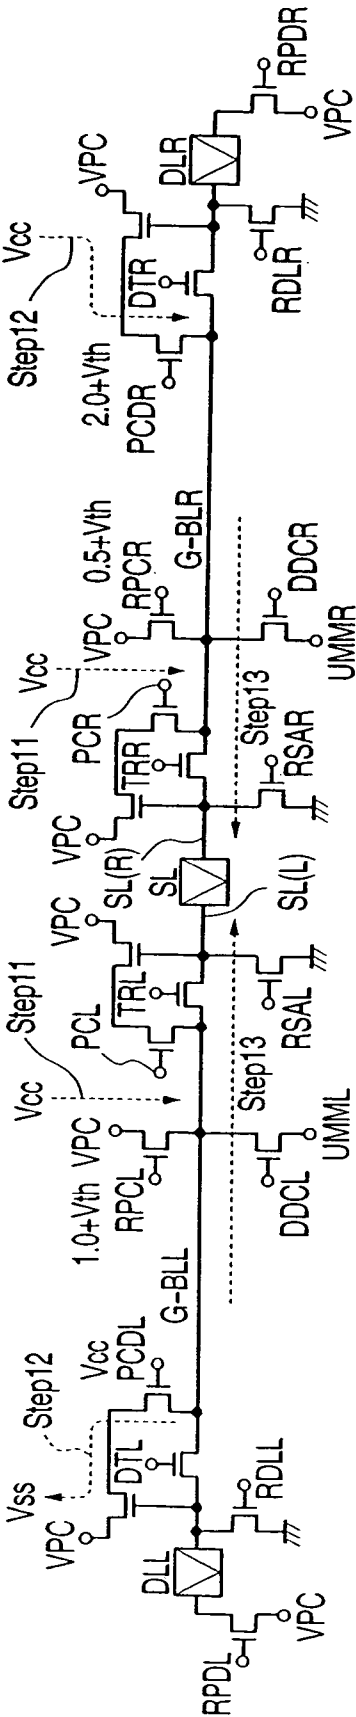 Step12
Step11
Step11
Step12
Vss
Vcc
Vcc
Vcc
Vcc
VPC
PCDL
1.0+Vth
VPC
RPCL
PCL
VPC
VPC
PCR
VPC
0.5+Vth
RPCR
2.0+Vth
PCDR
VPC
DTL
TRL
TRR
DTR
DLL
G-BLL
SL(R)
SL
G-BLR
DLR
RPDL
VPC
RDLL
Step13
SL(L)
Step13
RDLR
RPDR
VPC
DDCL
UMML
RSAL
RSAR
DDCR
UMMR